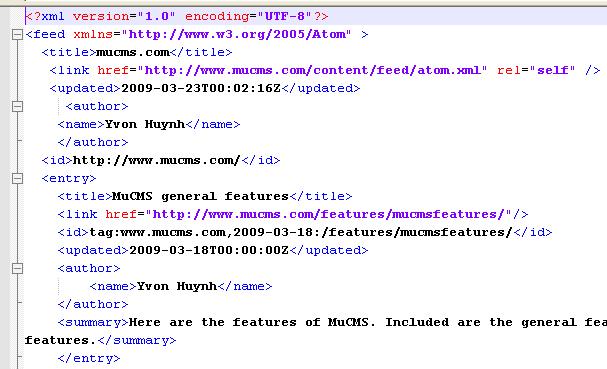 <?xml version="1.0" encoding="UTF-8"?>
<feed xmlns="http://www.w3.org/2005/Atom" >
<title>mucms.com</title>
<link href="http://www.mucms.com/content/feed/atom.xml" rel="self" />
<updated>2009-03-23T00:02:16Z</updated>
<author>
<name>Yvon Huynh</name>
</author>
<id>http://www.mucms.com/</id>
<entry>
<title>MuCMS general features</title>
<link href="http://www.mucms.com/features/mucmsfeatures/"/>
<id>tag:www.mucms.com,2009-03-18:/features/mucmsfeatures/</id>
<updated>2009-03-18T00:00:00Z</updated>
<author>
<name>Yvon Huynh</name>
</author>
<summary>Here are the features of MuCMS. Included are the general fea
features.</summary>
</entry>